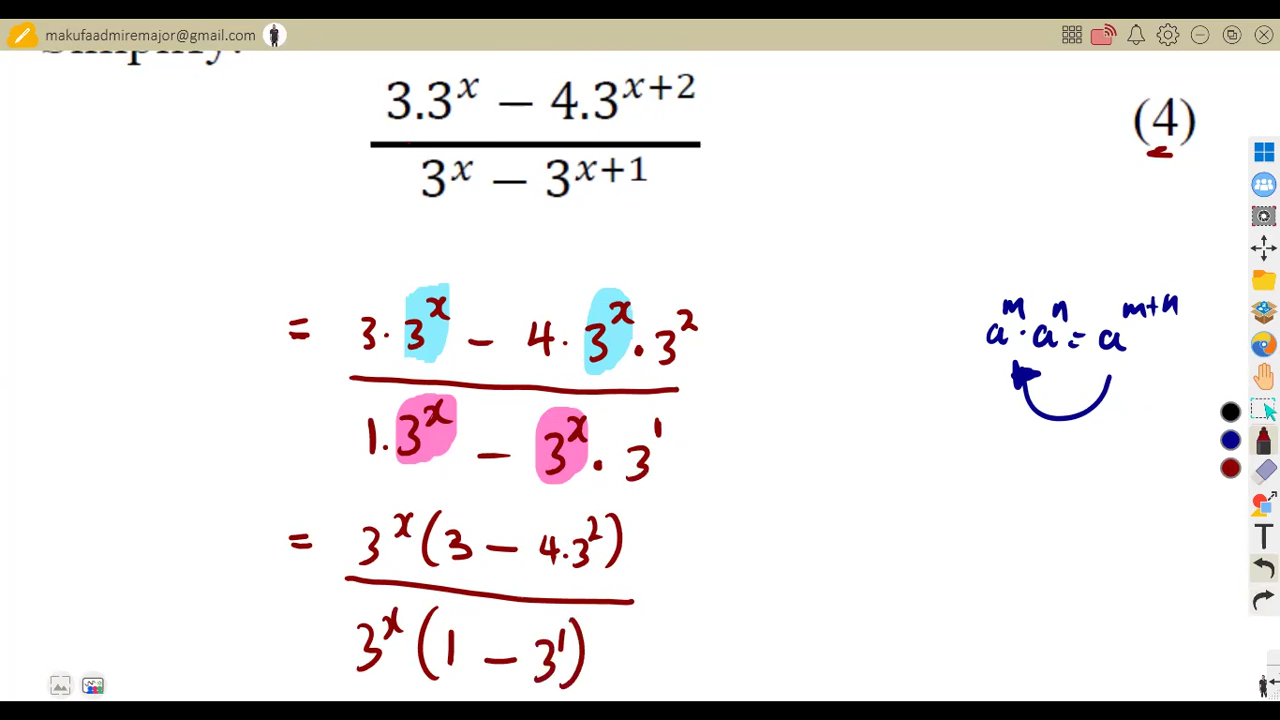 makufaadmiremajor@gmail.com
Simplify:
3.3^x − 4.3^{x+2}
3^x − 3^{x+1}
(4)
= 3 · 3^x − 4 · 3^x · 3^2
1 · 3^x − 3^x · 3^1
a^m · a^n = a^{m+n}
= 3^x (3 − 4.3^2)
3^x (1 − 3^1)
T